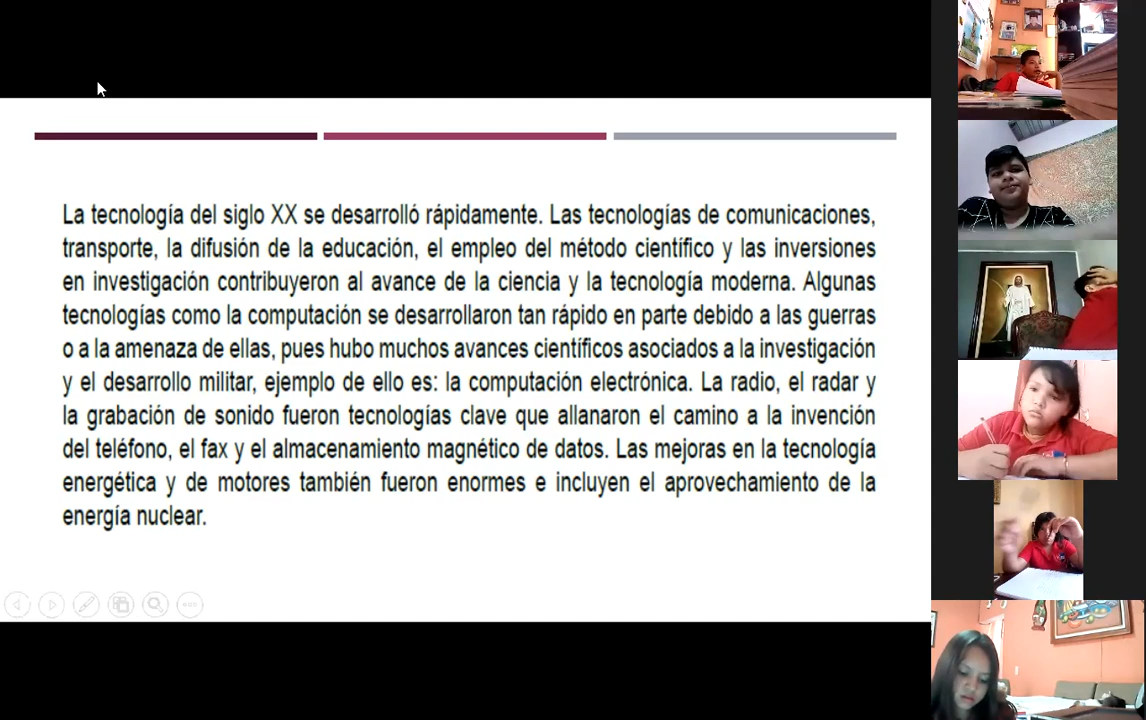 La tecnología del siglo XX se desarrolló rápidamente. Las tecnologías de comunicaciones,
transporte, la difusión de la educación, el empleo del método científico y las inversiones
en investigación contribuyeron al avance de la ciencia y la tecnología moderna. Algunas
tecnologías como la computación se desarrollaron tan rápido en parte debido a las guerras
o a la amenaza de ellas, pues hubo muchos avances científicos asociados a la investigación
y el desarrollo militar, ejemplo de ello es: la computación electrónica. La radio, el radar y
la grabación de sonido fueron tecnologías clave que allanaron el camino a la invención
del teléfono, el fax y el almacenamiento magnético de datos. Las mejoras en la tecnología
energética y de motores también fueron enormes e incluyen el aprovechamiento de la
energía nuclear.